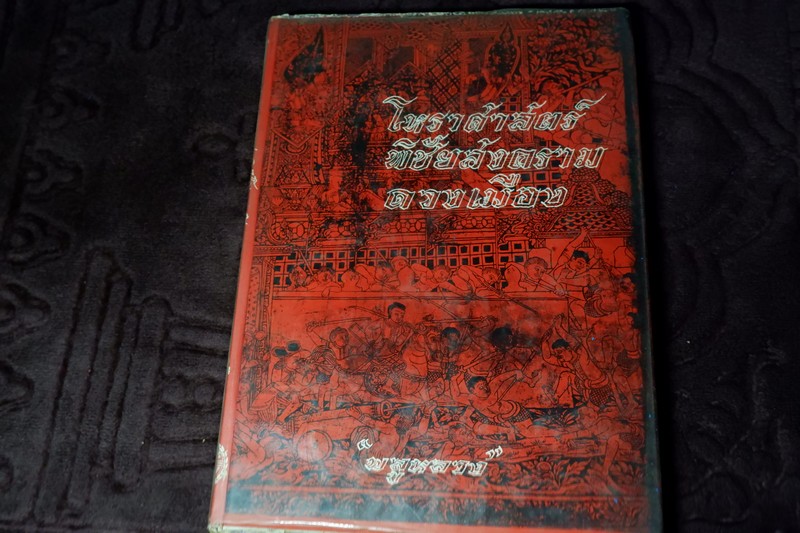 โหราศาสตร์
พิชัยสงคราม
ดวงเมือง
"พลูหลวง"